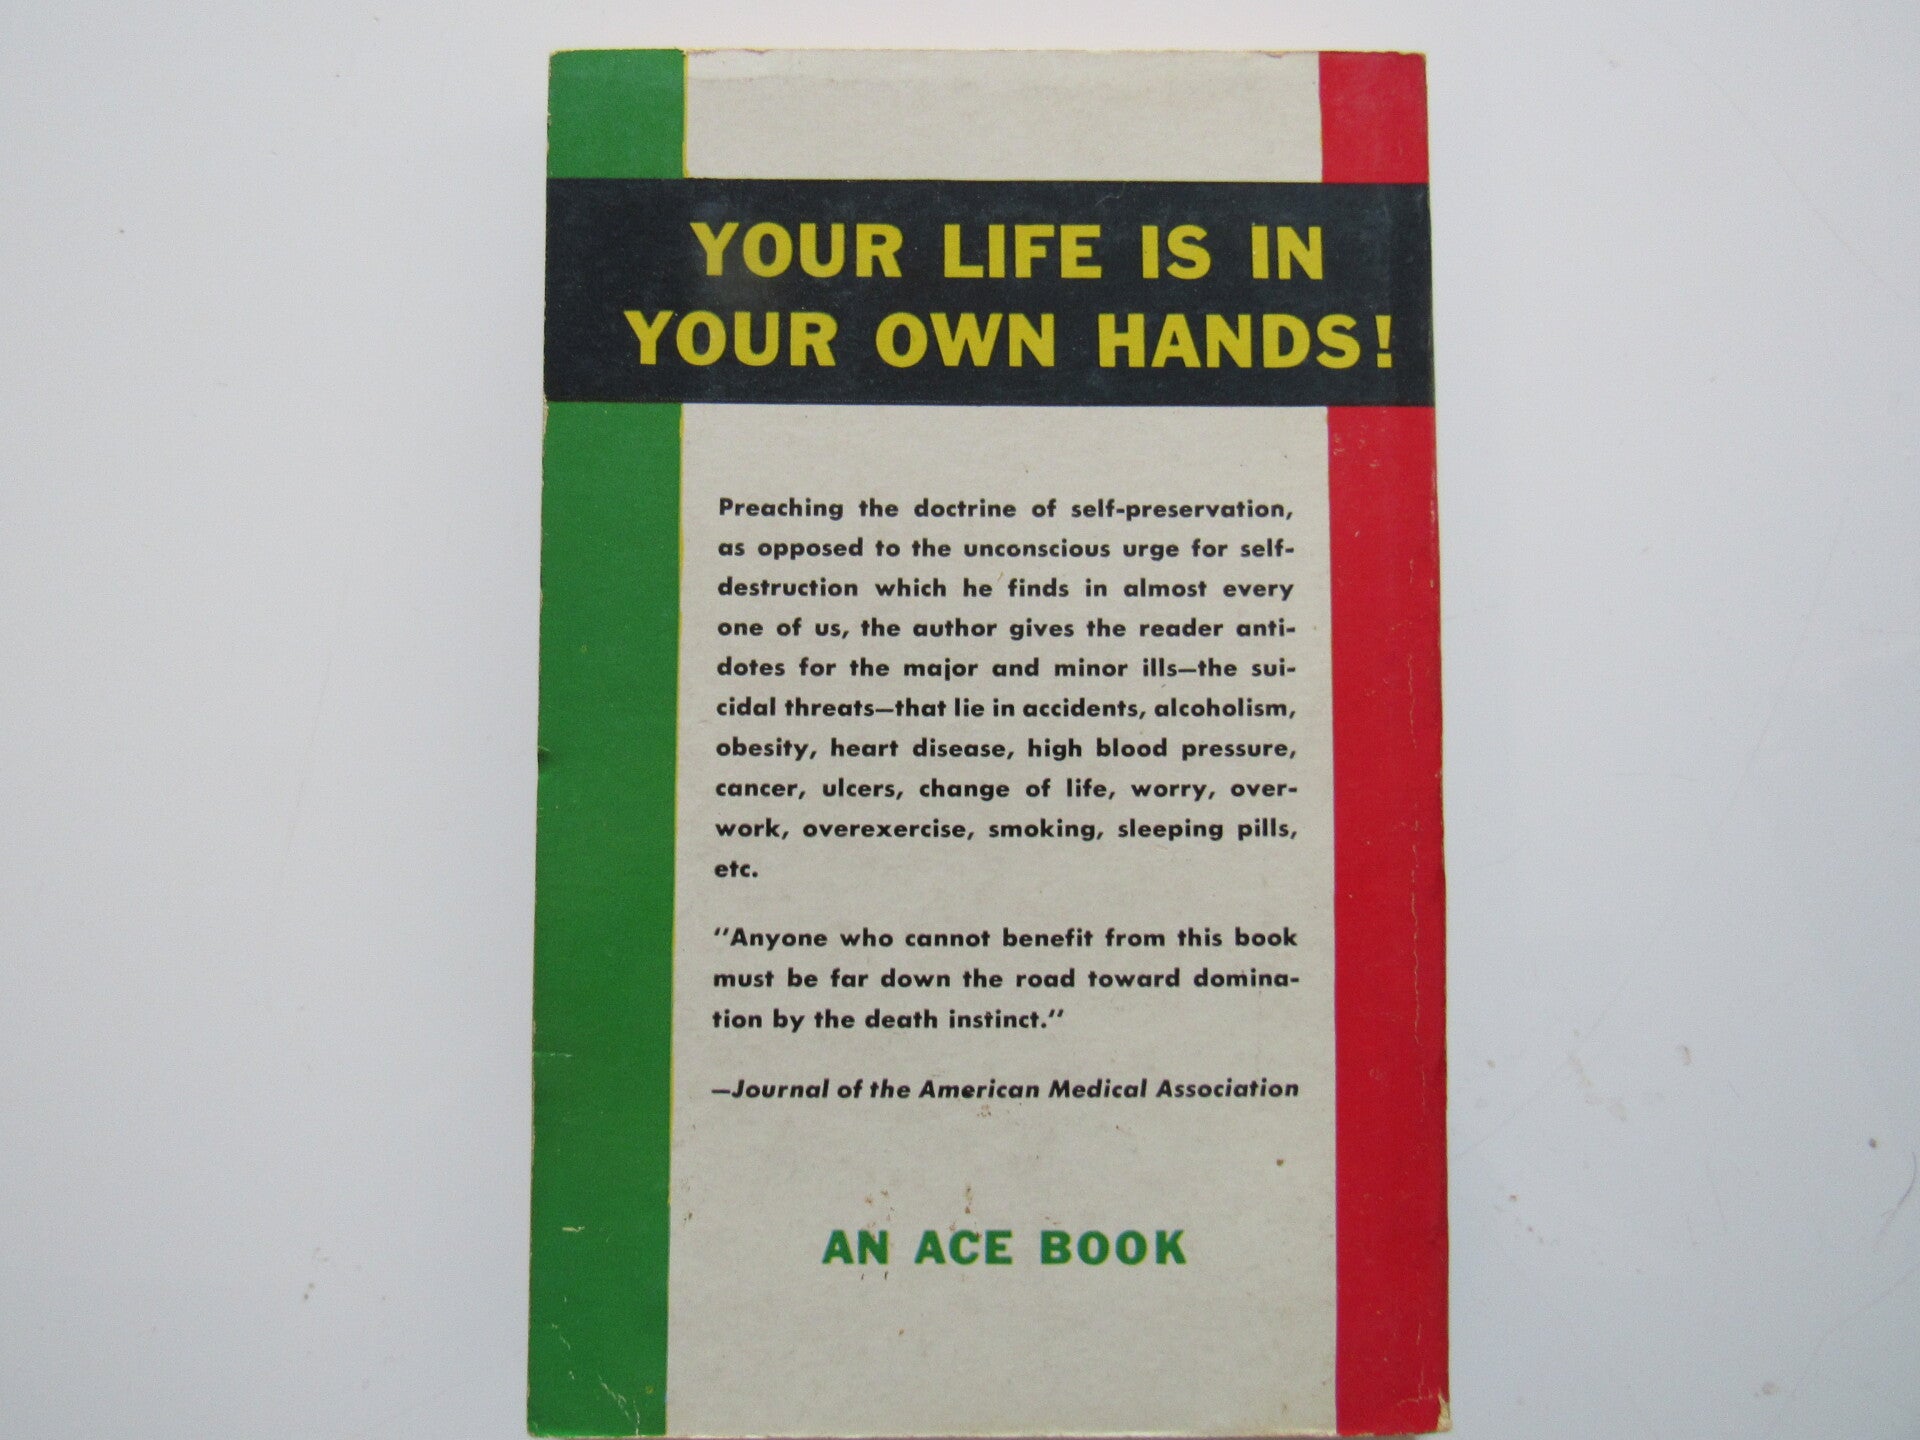 YOUR LIFE IS IN
YOUR OWN HANDS!
Preaching the doctrine of self-preservation,
as opposed to the unconscious urge for self-
destruction which he finds in almost every
one of us, the author gives the reader anti-
dotes for the major and minor ills—the sui-
cidal threats—that lie in accidents, alcoholism,
obesity, heart disease, high blood pressure,
cancer, ulcers, change of life, worry, over-
work, overexercise, smoking, sleeping pills,
etc.
"Anyone who cannot benefit from this book
must be far down the road toward domina-
tion by the death instinct."
—Journal of the American Medical Association
AN ACE BOOK